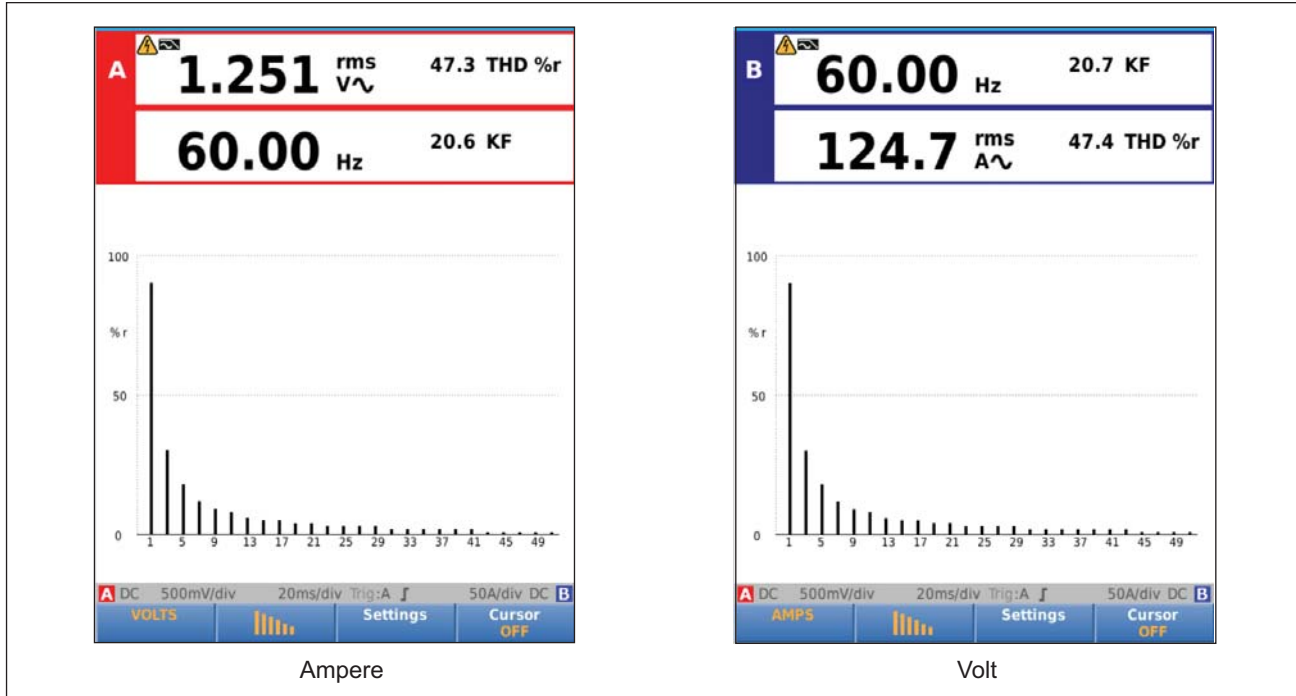 A
1.251 rms V 47.3 THD %r
60.00 Hz 20.6 KF
100
% r
50
0
1 5 9 13 17 21 25 29 33 37 41 45 49
A DC 500mV/div 20ms/div Trig:A 50A/div DC B
VOLTS Settings Cursor OFF
Ampere
B
60.00 Hz 20.7 KF
124.7 rms A 47.4 THD %r
100
% r
50
0
1 5 9 13 17 21 25 29 33 37 41 45 49
A DC 500mV/div 20ms/div Trig:A 50A/div DC B
AMPS Settings Cursor OFF
Volt